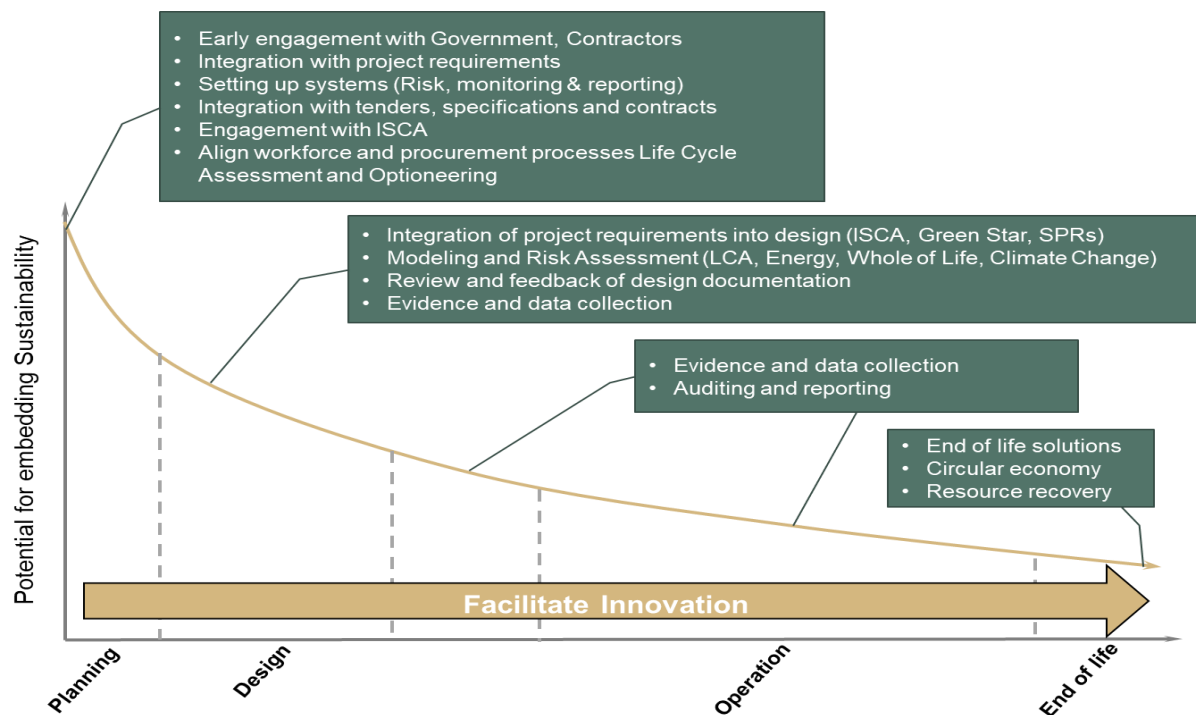 • Early engagement with Government, Contractors
• Integration with project requirements
• Setting up systems (Risk, monitoring & reporting)
• Integration with tenders, specifications and contracts
• Engagement with ISCA
• Align workforce and procurement processes Life Cycle
Assessment and Optioneering
• Integration of project requirements into design (ISCA, Green Star, SPRs)
• Modeling and Risk Assessment (LCA, Energy, Whole of Life, Climate Change)
• Review and feedback of design documentation
• Evidence and data collection
• Evidence and data collection
• Auditing and reporting
• End of life solutions
• Circular economy
• Resource recovery
Potential for embedding Sustainability
Facilitate Innovation
Planning
Design
Operation
End of life